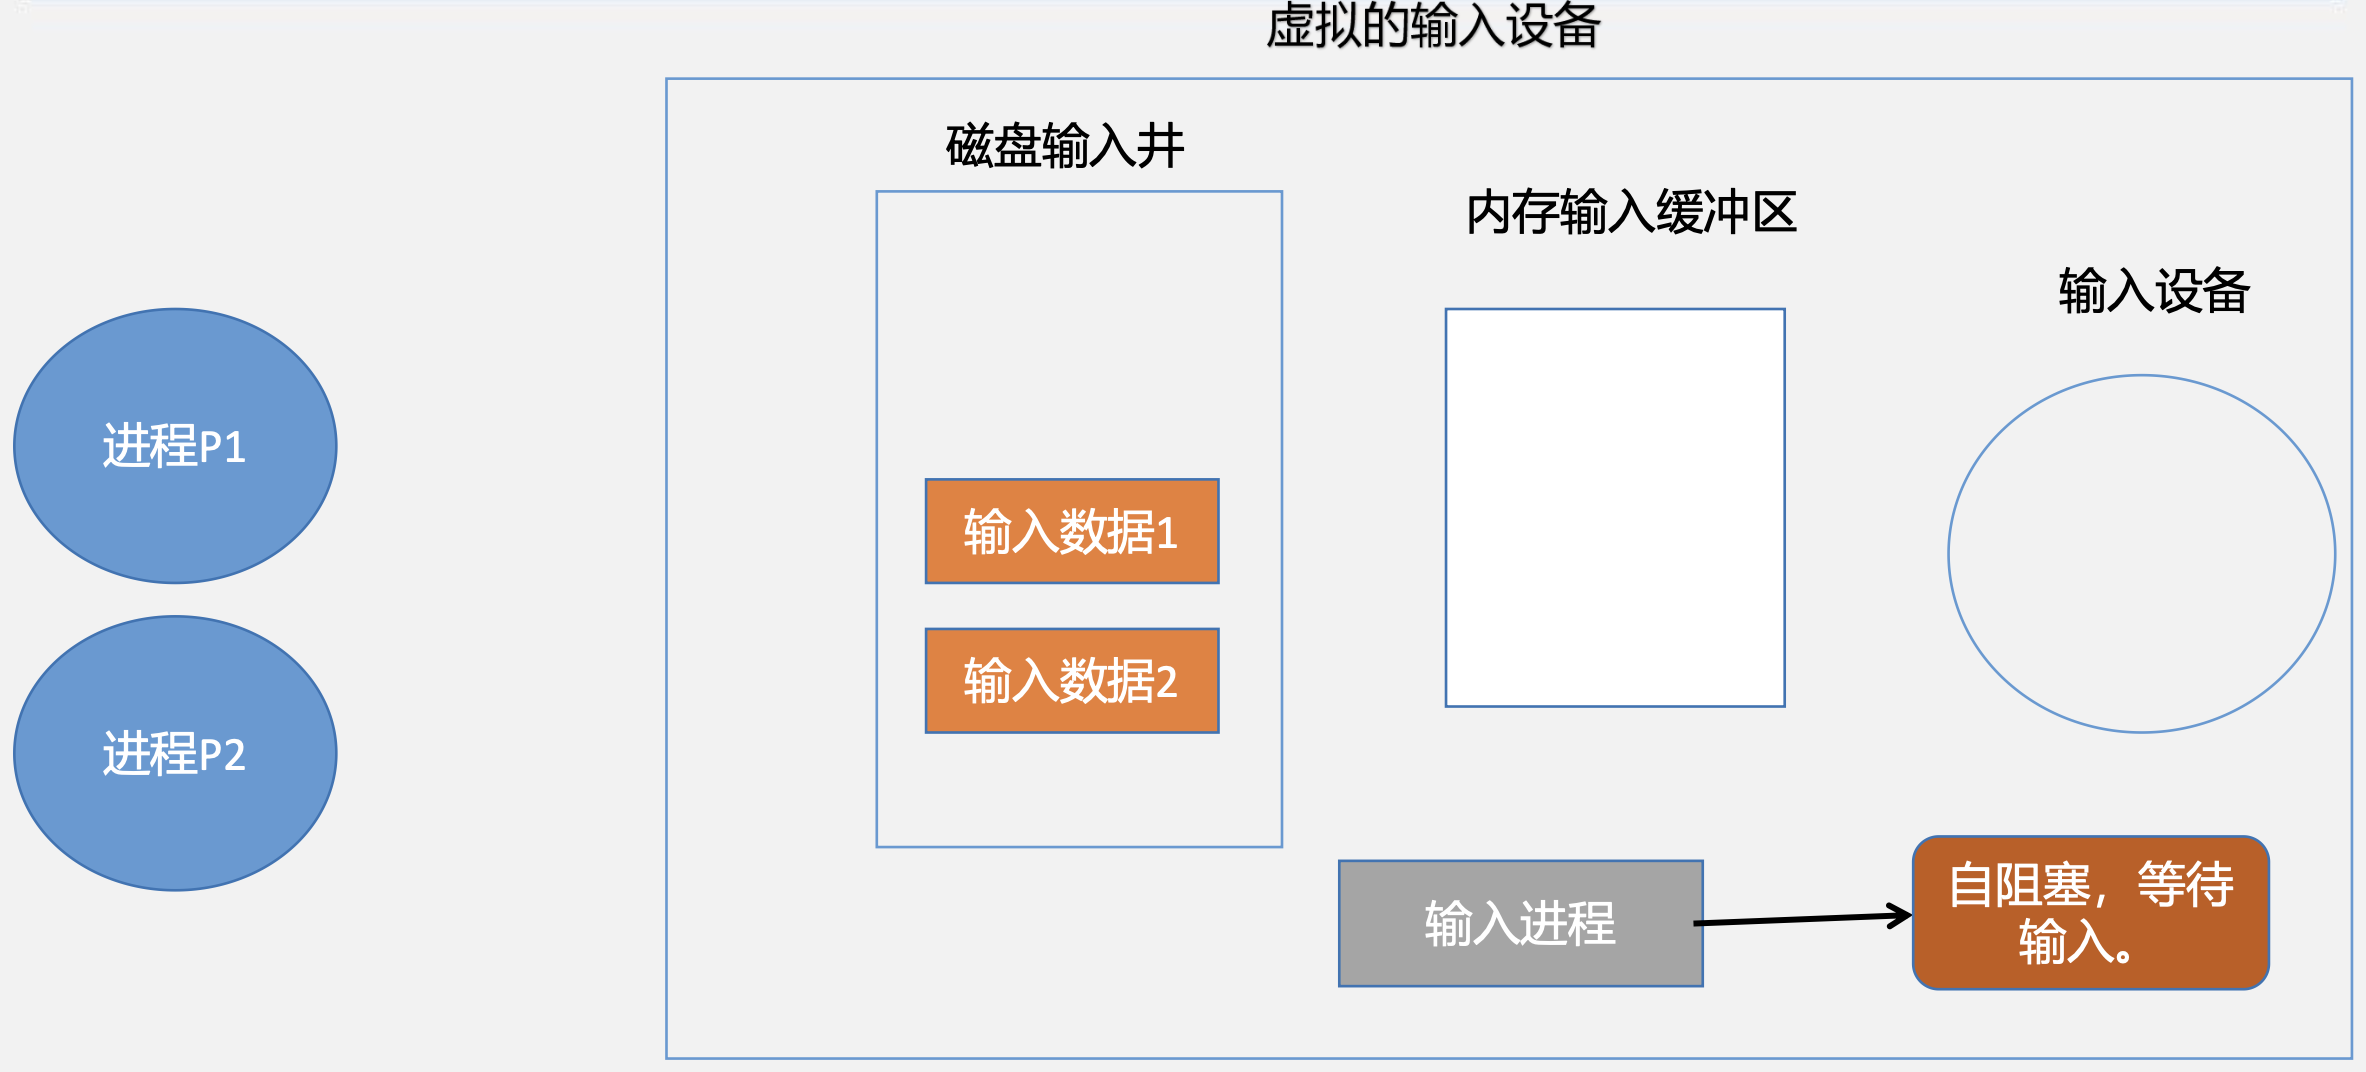 虚拟的输入设备
磁盘输入井
内存输入缓冲区
输入设备
进程P1
输入数据1
输入数据2
进程P2
输入进程
自阻塞，等待
输入。